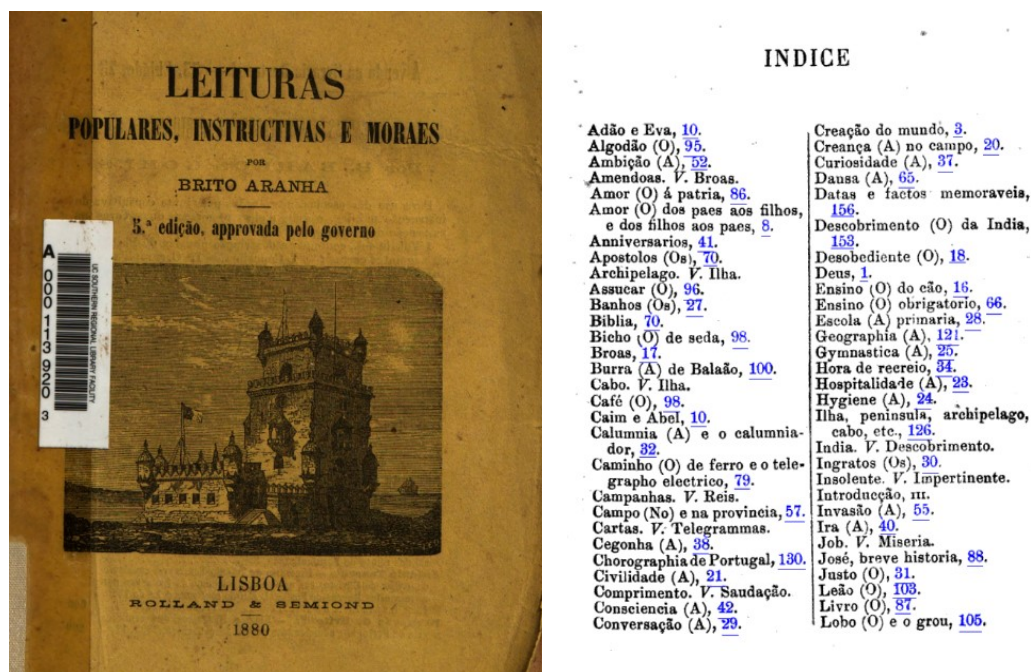 LEITURAS
POPULARES, INSTRUCTIVAS E MORAES
POR
BRITO ARANHA
5.ª edição, approvada pelo governo
A
000 113 920
3
UC SOUTHERN REGIONAL LIBRARY FACILITY
LISBOA
ROLLAND & SEMIOND
1880
INDICE
Adão e Eva, 10.
Algodão (O), 95.
Ambição (A), 52.
Amendoas. V. Broas.
Amor (O) á patria, 86.
Amor (O) dos paes aos filhos,
e dos filhos aos paes, 8.
Anniversarios, 41.
Apostolos (Os), 70.
Archipelago. V. Ilha.
Assucar (O), 96.
Banhos (Os), 27.
Biblia, 70.
Bicho (O) de seda, 98.
Broas, 17.
Burra (A) de Balaão, 100.
Cabo. V. Ilha.
Café (O), 98.
Caim e Abel, 10.
Calumnia (A) e o calumnia-
dor, 32.
Caminho (O) de ferro e o tele-
grapho electrico, 79.
Campanhas. V. Reis.
Campo (No) e na provincia, 57.
Cartas. V. Telegrammas.
Cegonha (A), 38.
Chorographia de Portugal, 130.
Civilidade (A), 21.
Comprimento. V. Saudação.
Consciencia (A), 42.
Conversação (A), 29.
Creação do mundo, 3.
Creança (A) no campo, 20.
Curiosidade (A), 37.
Dansa (A), 65.
Datas e factos memoraveis,
156.
Descobrimento (O) da India,
153.
Desobediente (O), 18.
Deus, 1.
Ensino (O) do cão, 16.
Ensino (O) obrigatorio, 66.
Escola (A) primaria, 28.
Geographia (A), 121.
Gymnastica (A), 25.
Hora de recreio, 34.
Hospitalidade (A), 23.
Hygiene (A), 24.
Ilha, peninsula, archipelago,
cabo, etc., 126.
India. V. Descobrimento.
Ingratos (Os), 30.
Insolente. V. Impertinente.
Introducção, III.
Invasão (A), 55.
Ira (A), 40.
Job. V. Miseria.
José, breve historia, 88.
Justo (O), 31.
Leão (O), 103.
Livro (O), 87.
Lobo (O) e o grou, 105.